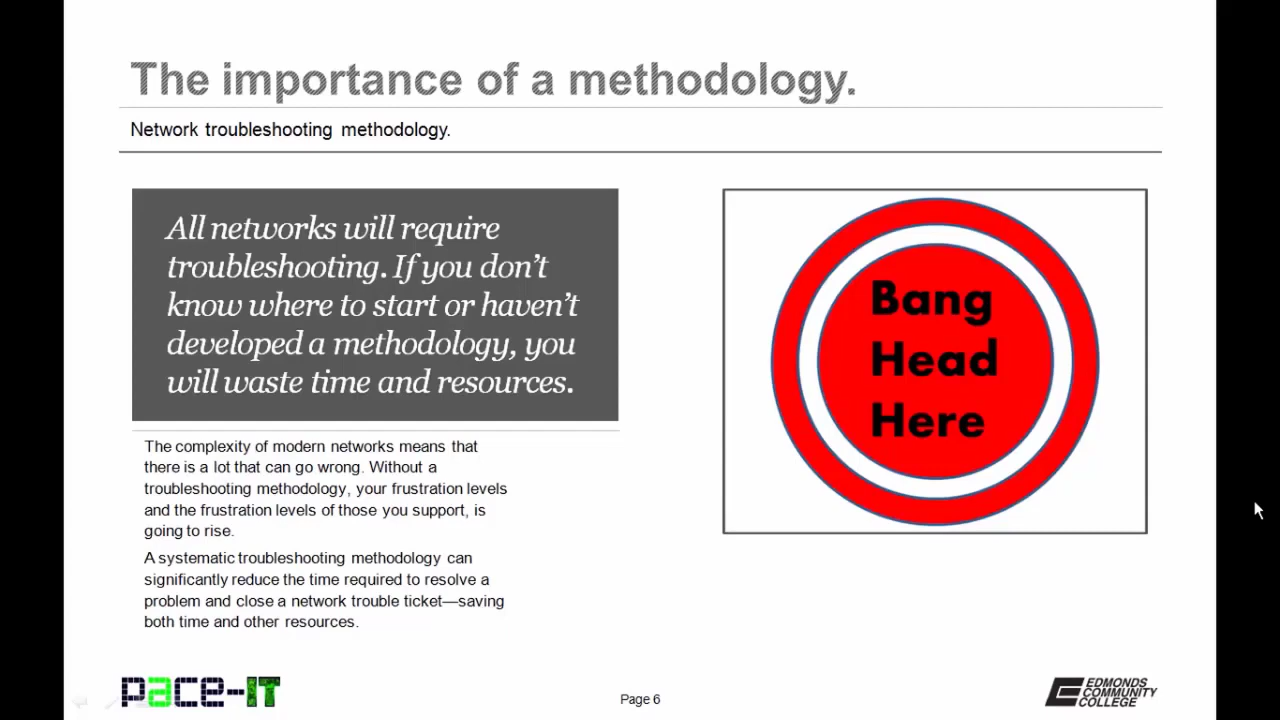 The importance of a methodology.
Network troubleshooting methodology.
All networks will require
troubleshooting. If you don't
know where to start or haven't
developed a methodology, you
will waste time and resources.
The complexity of modern networks means that
there is a lot that can go wrong. Without a
troubleshooting methodology, your frustration levels
and the frustration levels of those you support, is
going to rise.
A systematic troubleshooting methodology can
significantly reduce the time required to resolve a
problem and close a network trouble ticket—saving
both time and other resources.
Bang
Head
Here
PACE-IT
Page 6
EDMONDS
COMMUNITY
COLLEGE